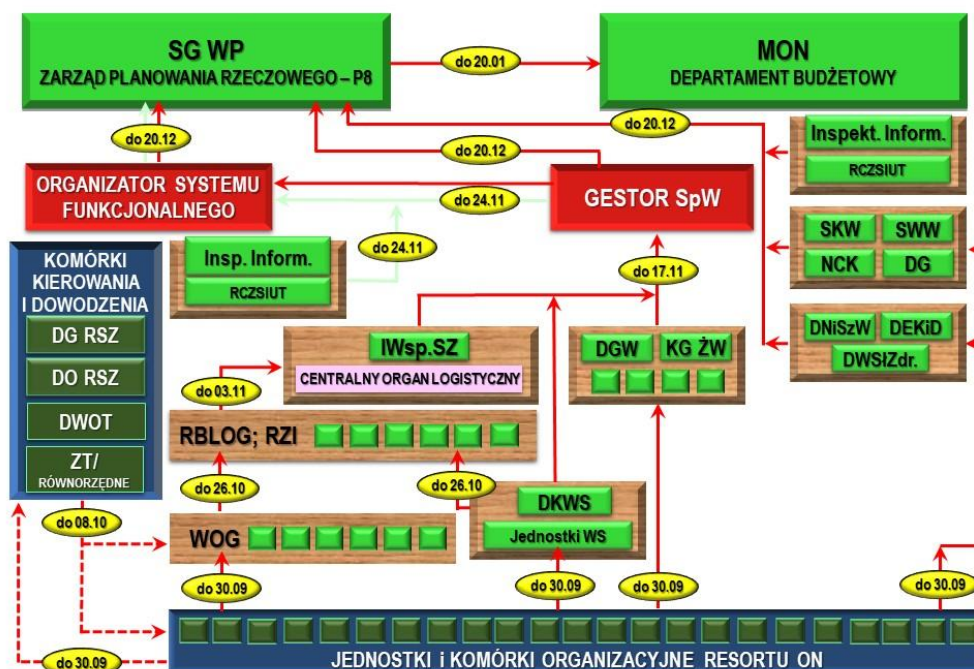 SG WP
ZARZĄD PLANOWANIA RZECZOWEGO – P8
do 20.01
MON
DEPARTAMENT BUDŻETOWY
do 20.12
do 20.12
do 20.12
Inspekt. Inform.
RCZSIUT
ORGANIZATOR SYSTEMU
FUNKCJONALNEGO
do 24.11
GESTOR SpW
SKW
SWW
NCK
DG
KOMÓRKI
KIEROWANIA
I DOWODZENIA
DG RSZ
DO RSZ
DWOT
ZT/
RÓWNORZĘDNE
Insp. Inform.
RCZSIUT
do 24.11
do 17.11
DNiSzW
DEKiD
DWSłZdr.
IWsp.SZ
CENTRALNY ORGAN LOGISTYCZNY
DGW
KG ŻW
do 03.11
RBLOG; RZI
do 26.10
do 26.10
DKWS
Jednostki WS
do 08.10
WOG
do 30.09
do 30.09
do 30.09
do 30.09
do 30.09
JEDNOSTKI i KOMÓRKI ORGANIZACYJNE RESORTU ON